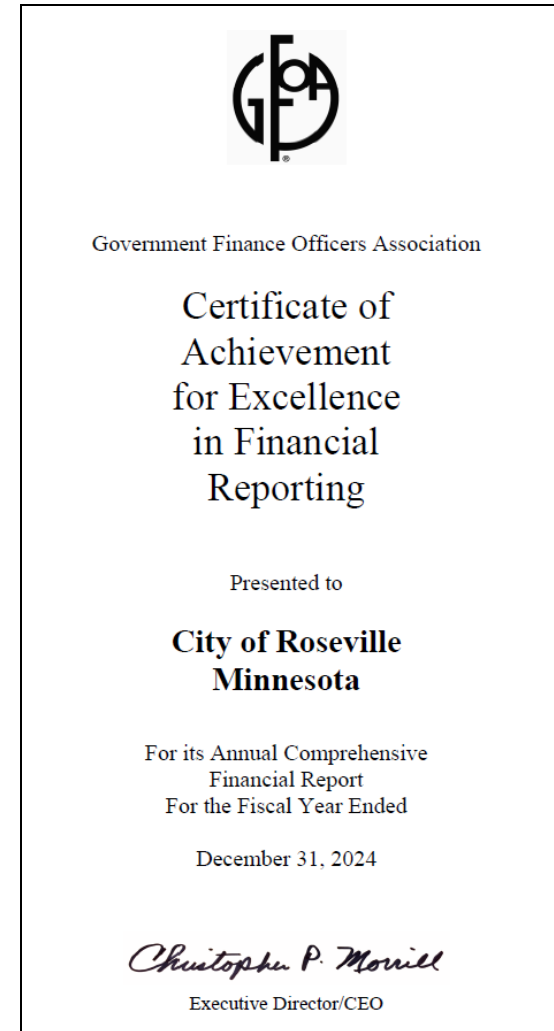 GFOA
®
Government Finance Officers Association
Certificate of
Achievement
for Excellence
in Financial
Reporting
Presented to
City of Roseville
Minnesota
For its Annual Comprehensive
Financial Report
For the Fiscal Year Ended
December 31, 2024
Christopher P. Morrill
Executive Director/CEO